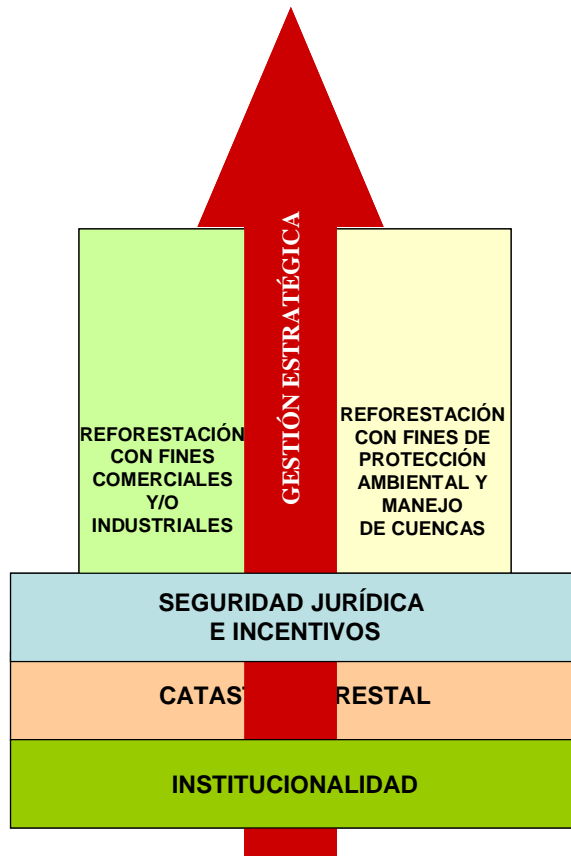 GESTIÓN ESTRATÉGICA
REFORESTACIÓN
CON FINES
COMERCIALES
Y/O
INDUSTRIALES
REFORESTACIÓN
CON FINES DE
PROTECCIÓN
AMBIENTAL Y
MANEJO
DE CUENCAS
SEGURIDAD JURÍDICA
E INCENTIVOS
CATAS RESTAL
INSTITUCIONALIDAD